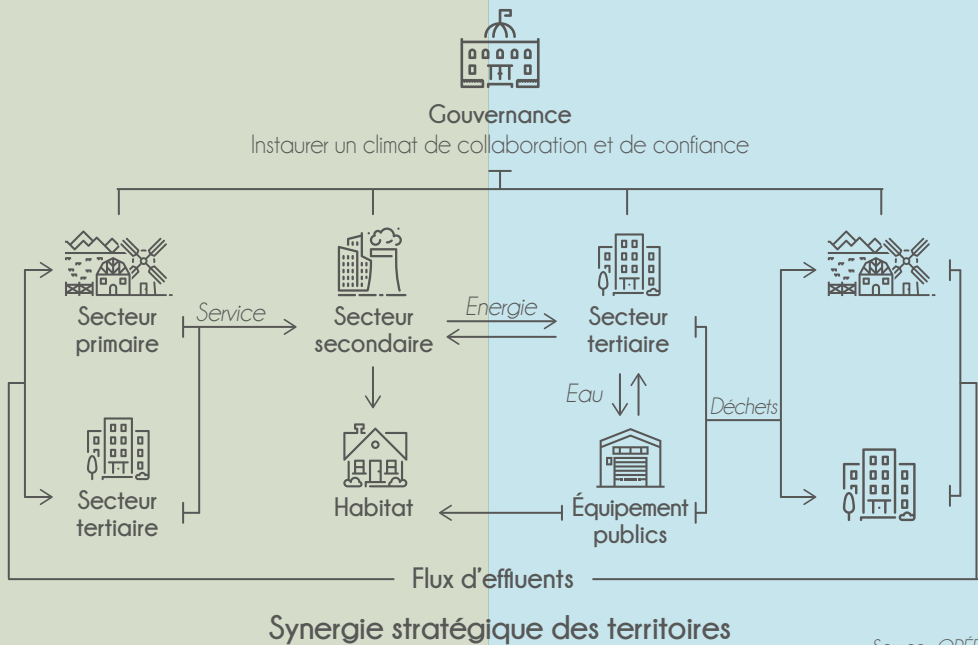 Gouvernance
Instaurer un climat de collaboration et de confiance
Secteur
primaire
Service
Secteur
secondaire
Energie
Secteur
tertiaire
Eau
Déchets
Secteur
tertiaire
Habitat
Équipement
publics
Flux d'effluents
Synergie stratégique des territoires